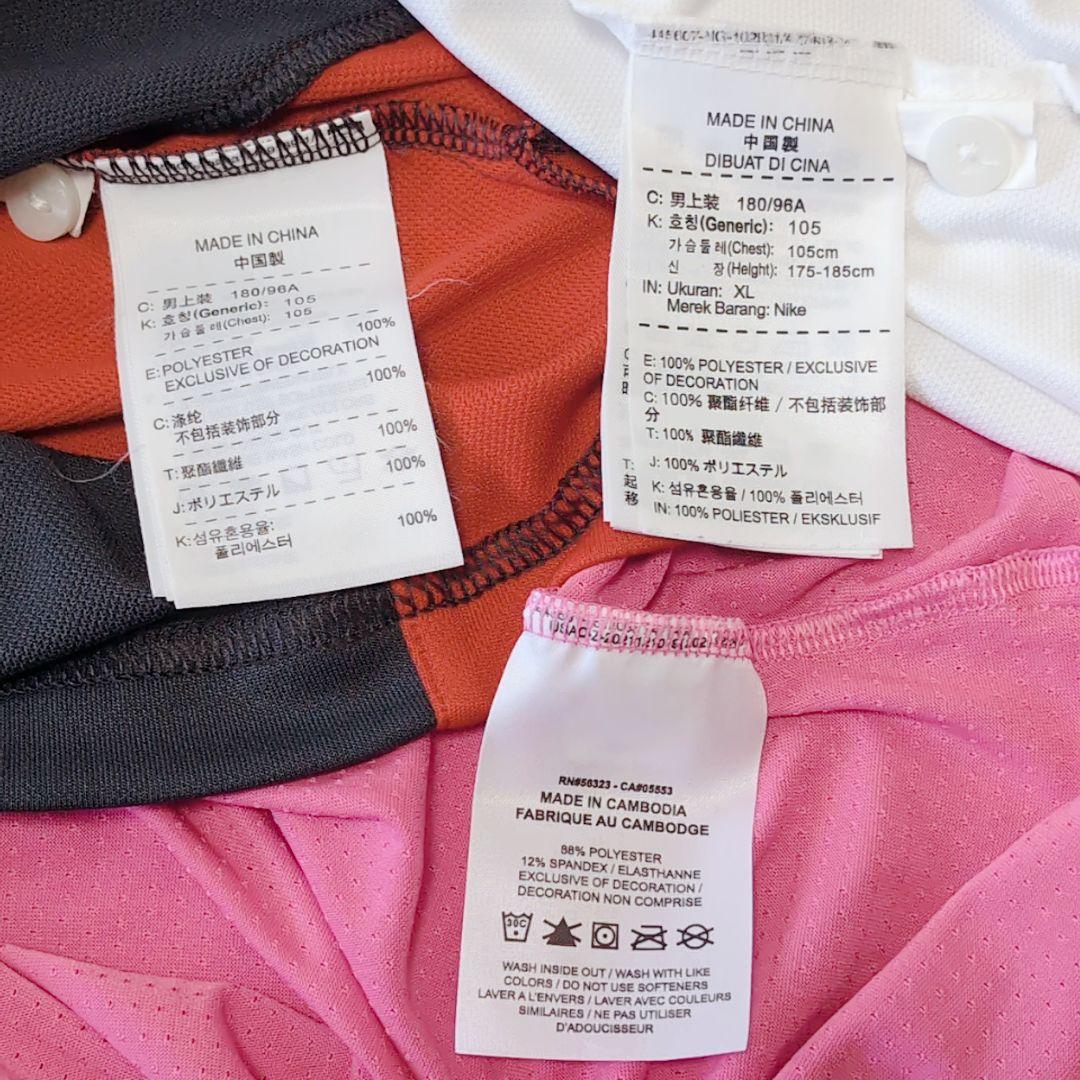 MADE IN CHINA
中国製
C: 男上装 180/96A
K: 호칭(Generic): 105
가슴둘레(Chest): 105
E: POLYESTER 100%
EXCLUSIVE OF DECORATION
C: 涤纶 100%
不包括装饰部分
T: 聚酯纖維 100%
J: ポリエステル 100%
K: 섬유혼용율:
폴리에스터 100%
MADE IN CHINA
中国製
DIBUAT DI CINA
C: 男上装 180/96A
K: 호칭(Generic): 105
가슴둘레(Chest): 105cm
신 장(Height): 175-185cm
IN: Ukuran: XL
Merek Barang: Nike
E: 100% POLYESTER / EXCLUSIVE
OF DECORATION
C: 100% 聚酯纤维 / 不包括装饰部
分
T: 100% 聚酯纖維
J: 100% ポリエステル
K: 섬유혼용율 / 100% 폴리에스터
IN: 100% POLIESTER / EKSKLUSIF
T:
起
移
RN#56323 - CA#05553
MADE IN CAMBODIA
FABRIQUE AU CAMBODGE
88% POLYESTER
12% SPANDEX / ELASTHANNE
EXCLUSIVE OF DECORATION /
DECORATION NON COMPRISE
30C
WASH INSIDE OUT / WASH WITH LIKE
COLORS / DO NOT USE SOFTENERS
LAVER A L'ENVERS / LAVER AVEC COULEURS
SIMILAIRES / NE PAS UTILISER
D'ADOUCISSEUR